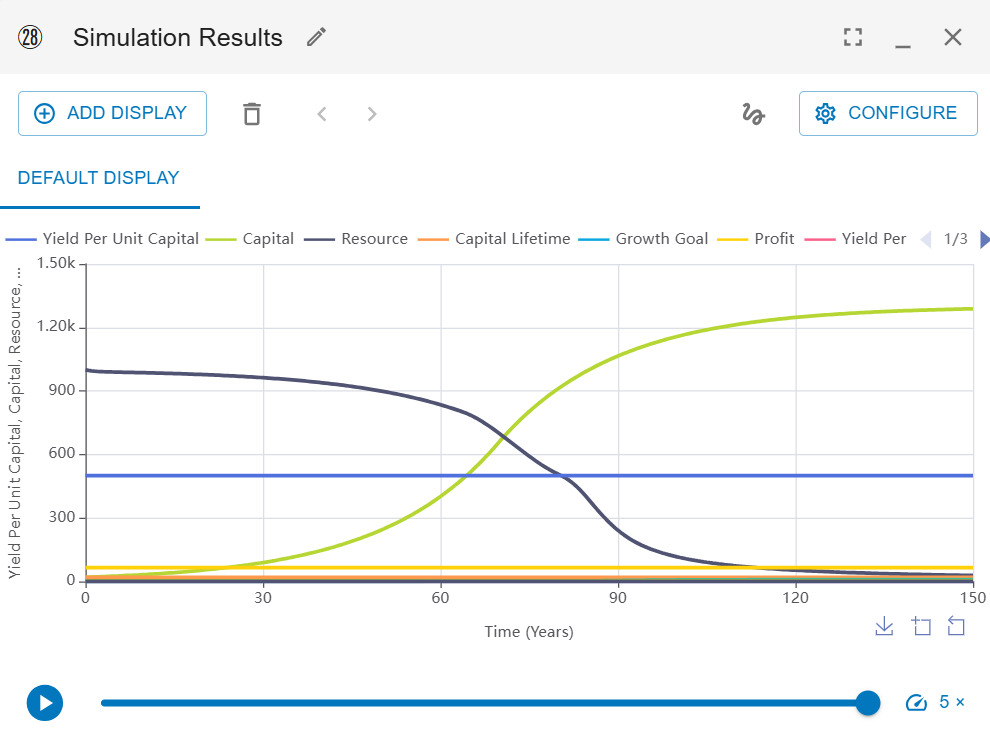 28 Simulation Results
ADD DISPLAY CONFIGURE
DEFAULT DISPLAY
Yield Per Unit Capital Capital Resource Capital Lifetime Growth Goal Profit Yield Per 1/3
Yield Per Unit Capital, Capital, Resource, ...
1.50k
1.20k
900
600
300
0
0 30 60 90 120 150
Time (Years)
5 ×